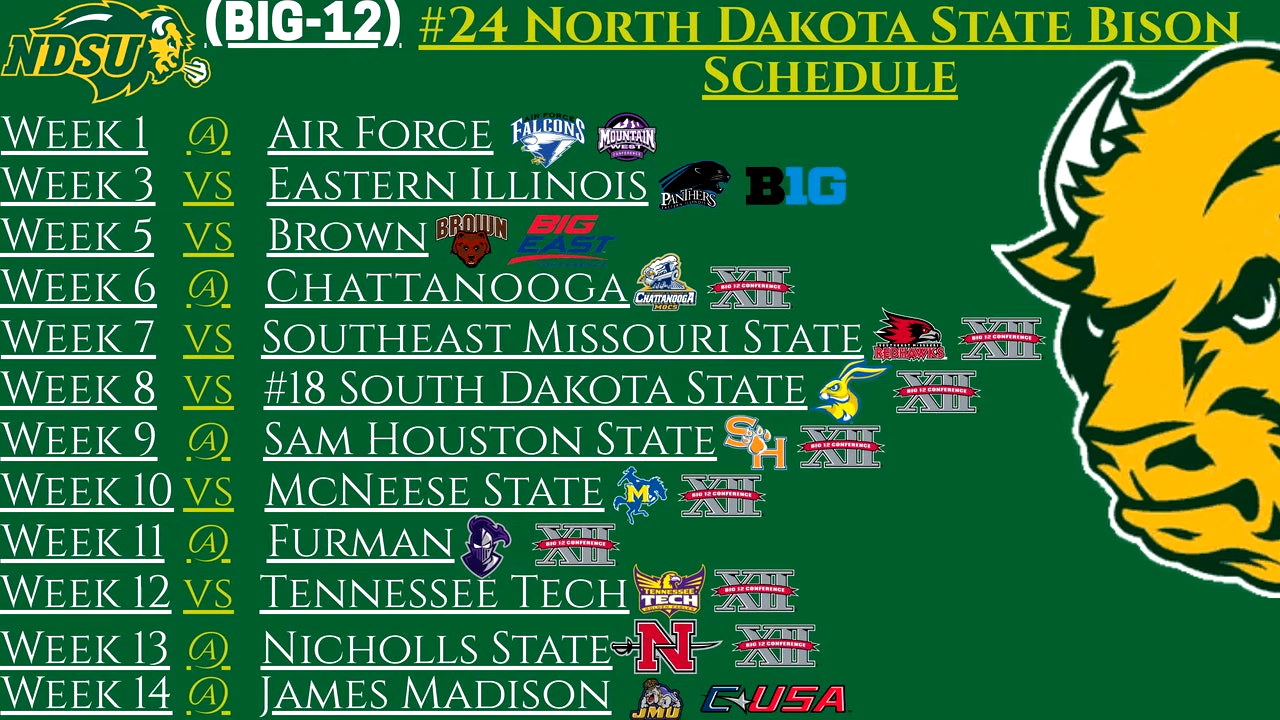 NDSU (BIG-12) #24 North Dakota State Bison
Schedule
Week 1 @ Air Force AIR FORCE FALCONS MOUNTAIN WEST CONFERENCE
Week 3 vs Eastern Illinois PANTHERS B1G
Week 5 vs Brown BROWN BIG EAST
Week 6 @ Chattanooga CHATTANOOGA MOCS XII BIG 12 CONFERENCE
Week 7 vs Southeast Missouri State REDHAWKS XII BIG 12 CONFERENCE
Week 8 vs #18 South Dakota State XII BIG 12 CONFERENCE
Week 9 @ Sam Houston State SH XII BIG 12 CONFERENCE
Week 10 vs McNeese State M XII BIG 12 CONFERENCE
Week 11 @ Furman XII BIG 12 CONFERENCE
Week 12 vs Tennessee Tech TENNESSEE TECH GOLDEN EAGLES XII BIG 12 CONFERENCE
Week 13 @ Nicholls State N XII BIG 12 CONFERENCE
Week 14 @ James Madison JMU C USA